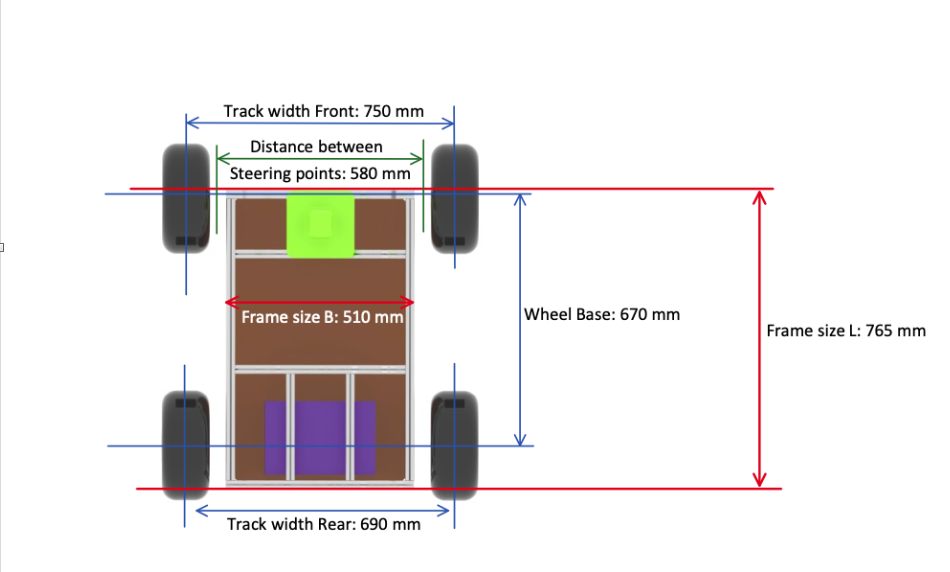 Track width Front: 750 mm
Distance between
Steering points: 580 mm
Frame size B: 510 mm
Wheel Base: 670 mm
Frame size L: 765 mm
Track width Rear: 690 mm